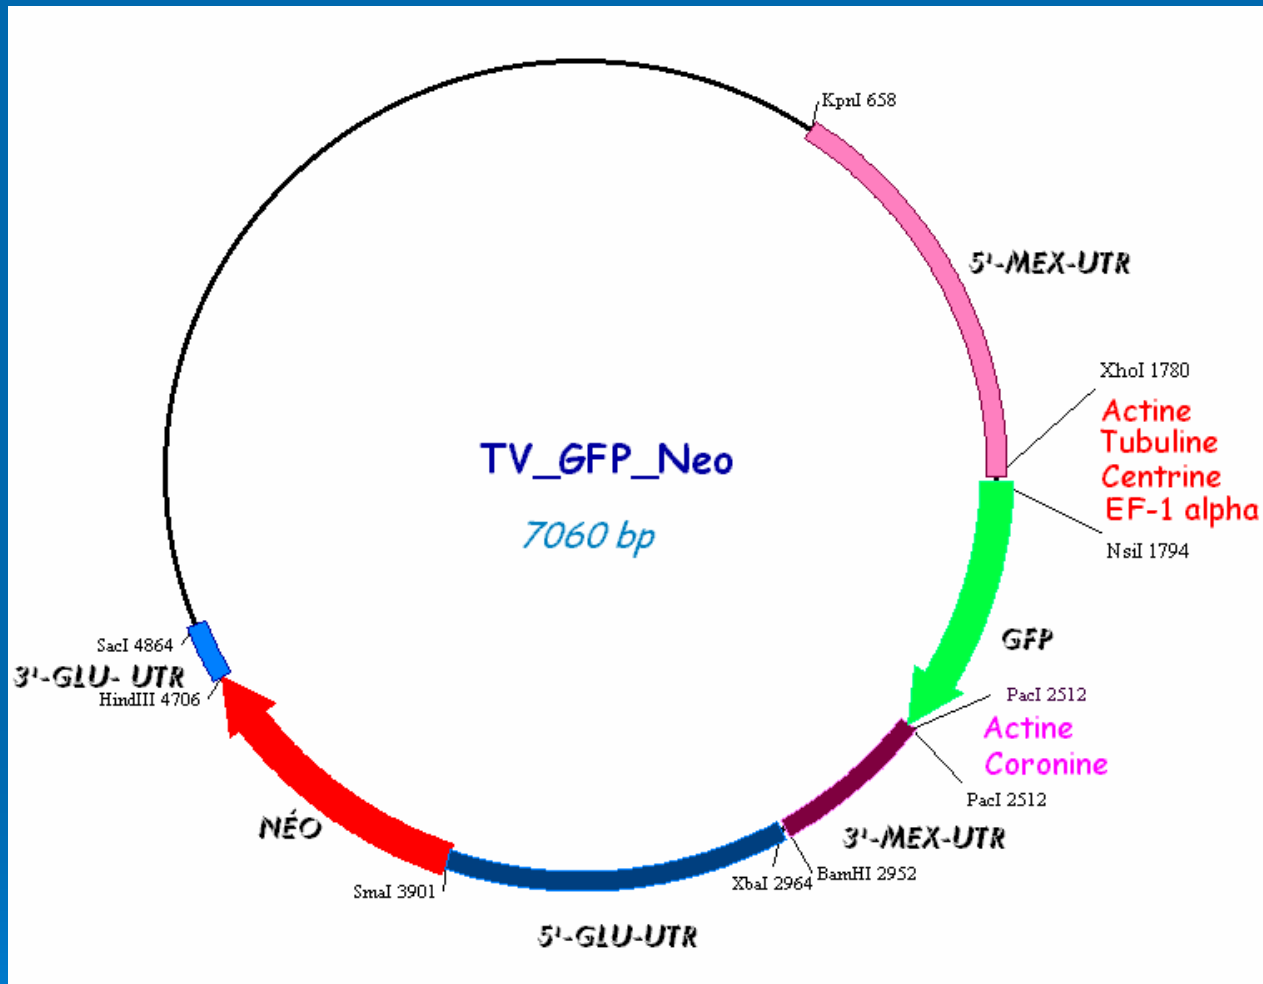 KpnI 658
5'-MEX-UTR
XhoI 1780
Actine
Tubuline
Centrine
EF-1 alpha
NsiI 1794
TV_GFP_Neo
7060 bp
GFP
PacI 2512
Actine
Coronine
PacI 2512
3'-MEX-UTR
BamHI 2952
XbaI 2964
5'-GLU-UTR
SmaI 3901
NÉO
HindIII 4706
3'-GLU- UTR
SacI 4864